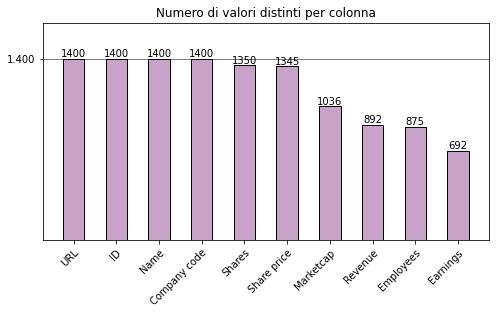 Numero di valori distinti per colonna
1.400
1400 1400 1400 1400 1350 1345 1036 892 875 692
URL ID Name Company code Shares Share price Marketcap Revenue Employees Earnings